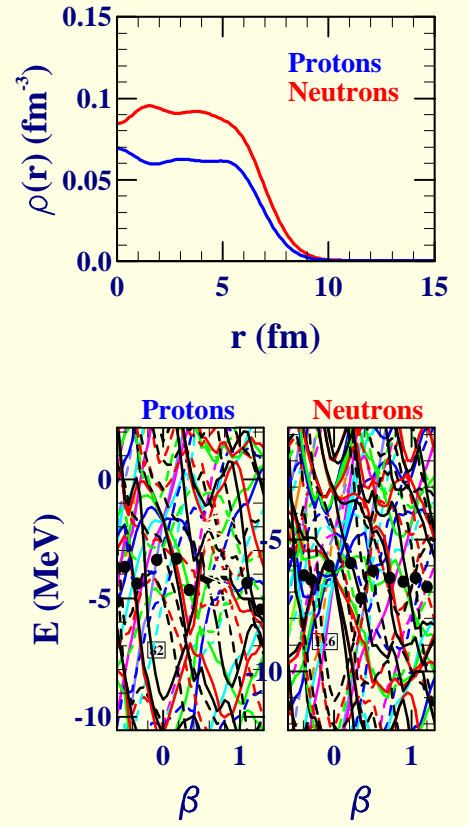 0.15
Protons
Neutrons
0.1
0.05
0.0
ρ(r) (fm⁻³)
0 5 10 15
r (fm)
Protons Neutrons
0
-5
-10
E (MeV)
-5
-10
0 1
0 1
β β